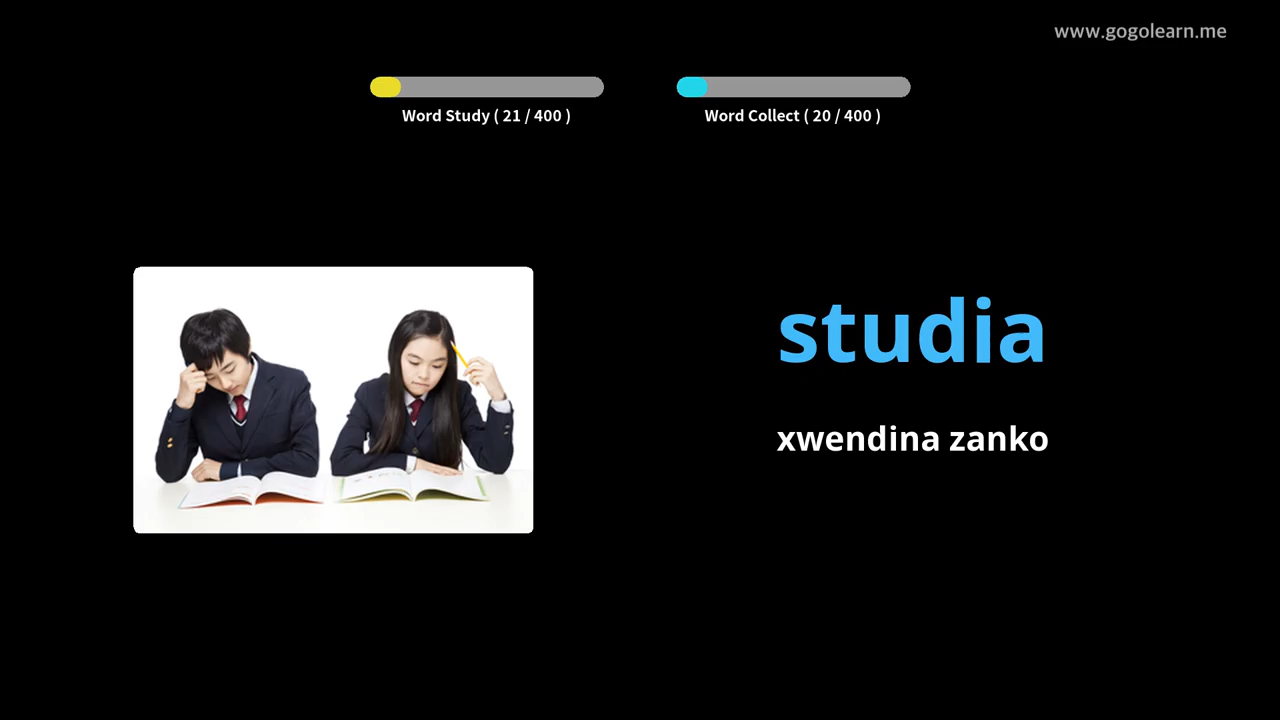 www.gogolearn.me
Word Study ( 21 / 400 )
Word Collect ( 20 / 400 )
studia
xwendina zanko